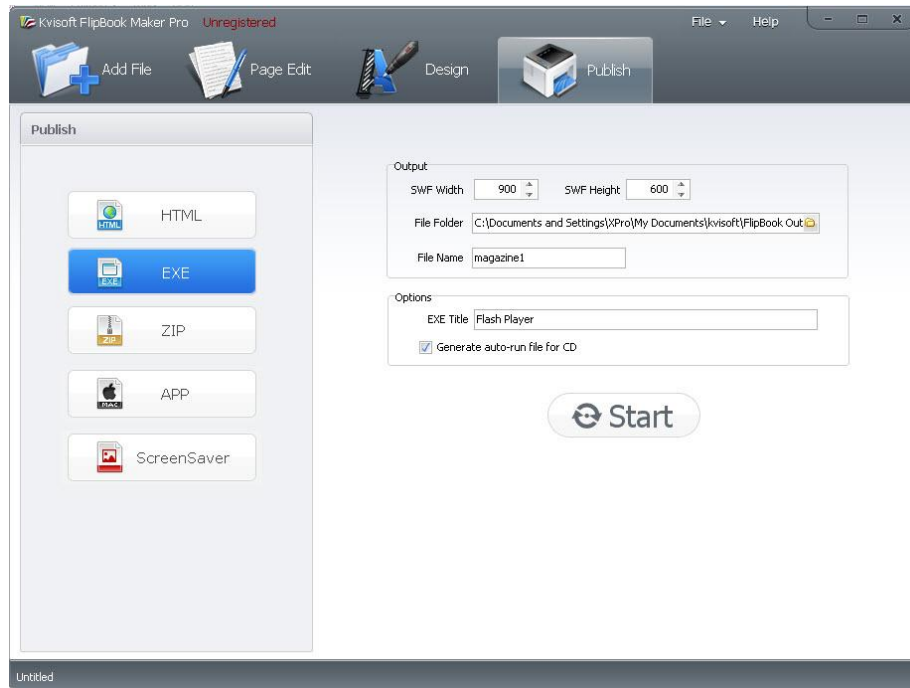 Kvisoft FlipBook Maker Pro Unregistered File Help
Add File Page Edit Design Publish
Publish
HTML
HTML
EXE
EXE
ZIP
ZIP
APP
MAC
ScreenSaver
Output
SWF Width 900 SWF Height 600
File Folder C:\Documents and Settings\XPro\My Documents\kvisoft\FlipBook Out
File Name magazine1
Options
EXE Title Flash Player
Generate auto-run file for CD
Start
Untitled